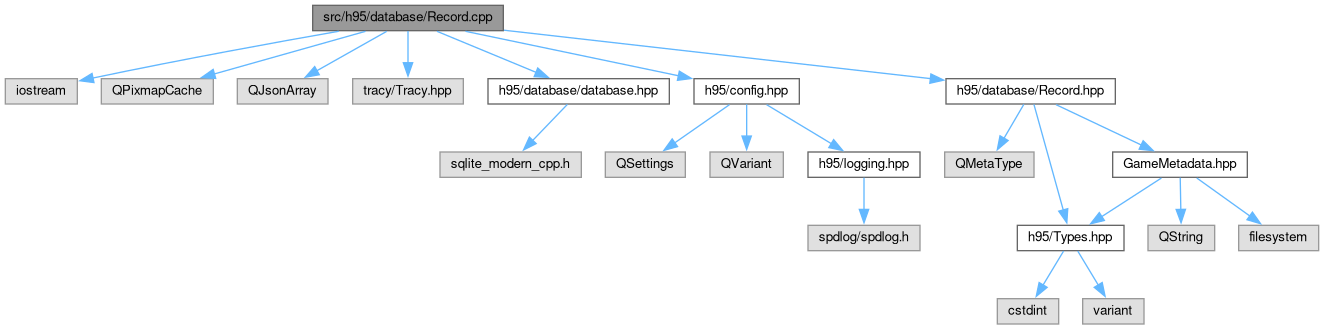 src/h95/database/Record.cpp
iostream
QPixmapCache
QJsonArray
tracy/Tracy.hpp
h95/database/database.hpp
h95/config.hpp
h95/database/Record.hpp
sqlite_modern_cpp.h
QSettings
QVariant
h95/logging.hpp
QMetaType
GameMetadata.hpp
spdlog/spdlog.h
h95/Types.hpp
QString
filesystem
cstdint
variant